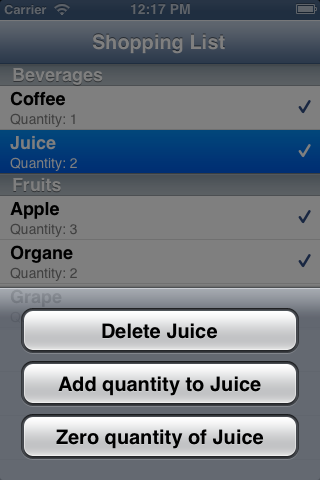 Carrier 12:17 PM
Shopping List
Beverages
Coffee
Quantity: 1
Juice
Quantity: 2
Fruits
Apple
Quantity: 3
Organe
Quantity: 2
Grape
Delete Juice
Add quantity to Juice
Zero quantity of Juice